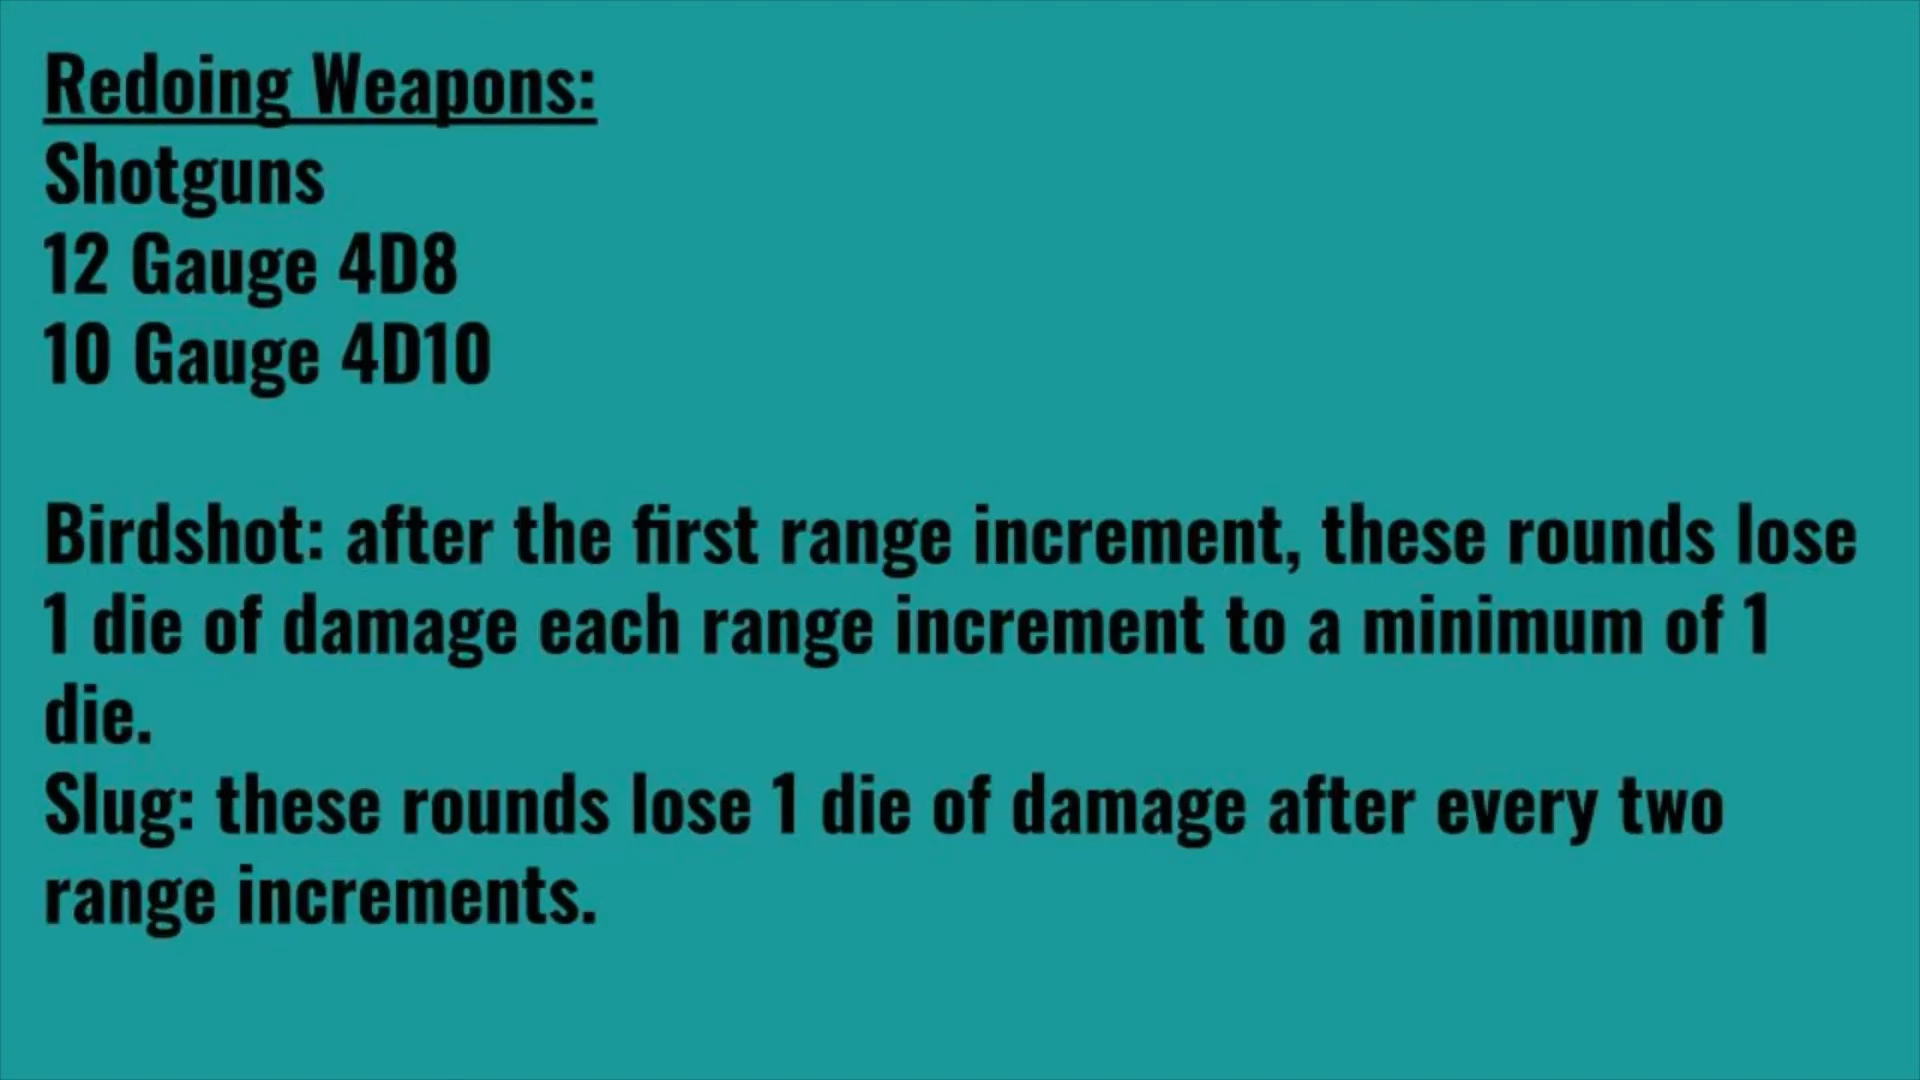 Redoing Weapons:
Shotguns
12 Gauge 4D8
10 Gauge 4D10
Birdshot: after the first range increment, these rounds lose
1 die of damage each range increment to a minimum of 1
die.
Slug: these rounds lose 1 die of damage after every two
range increments.